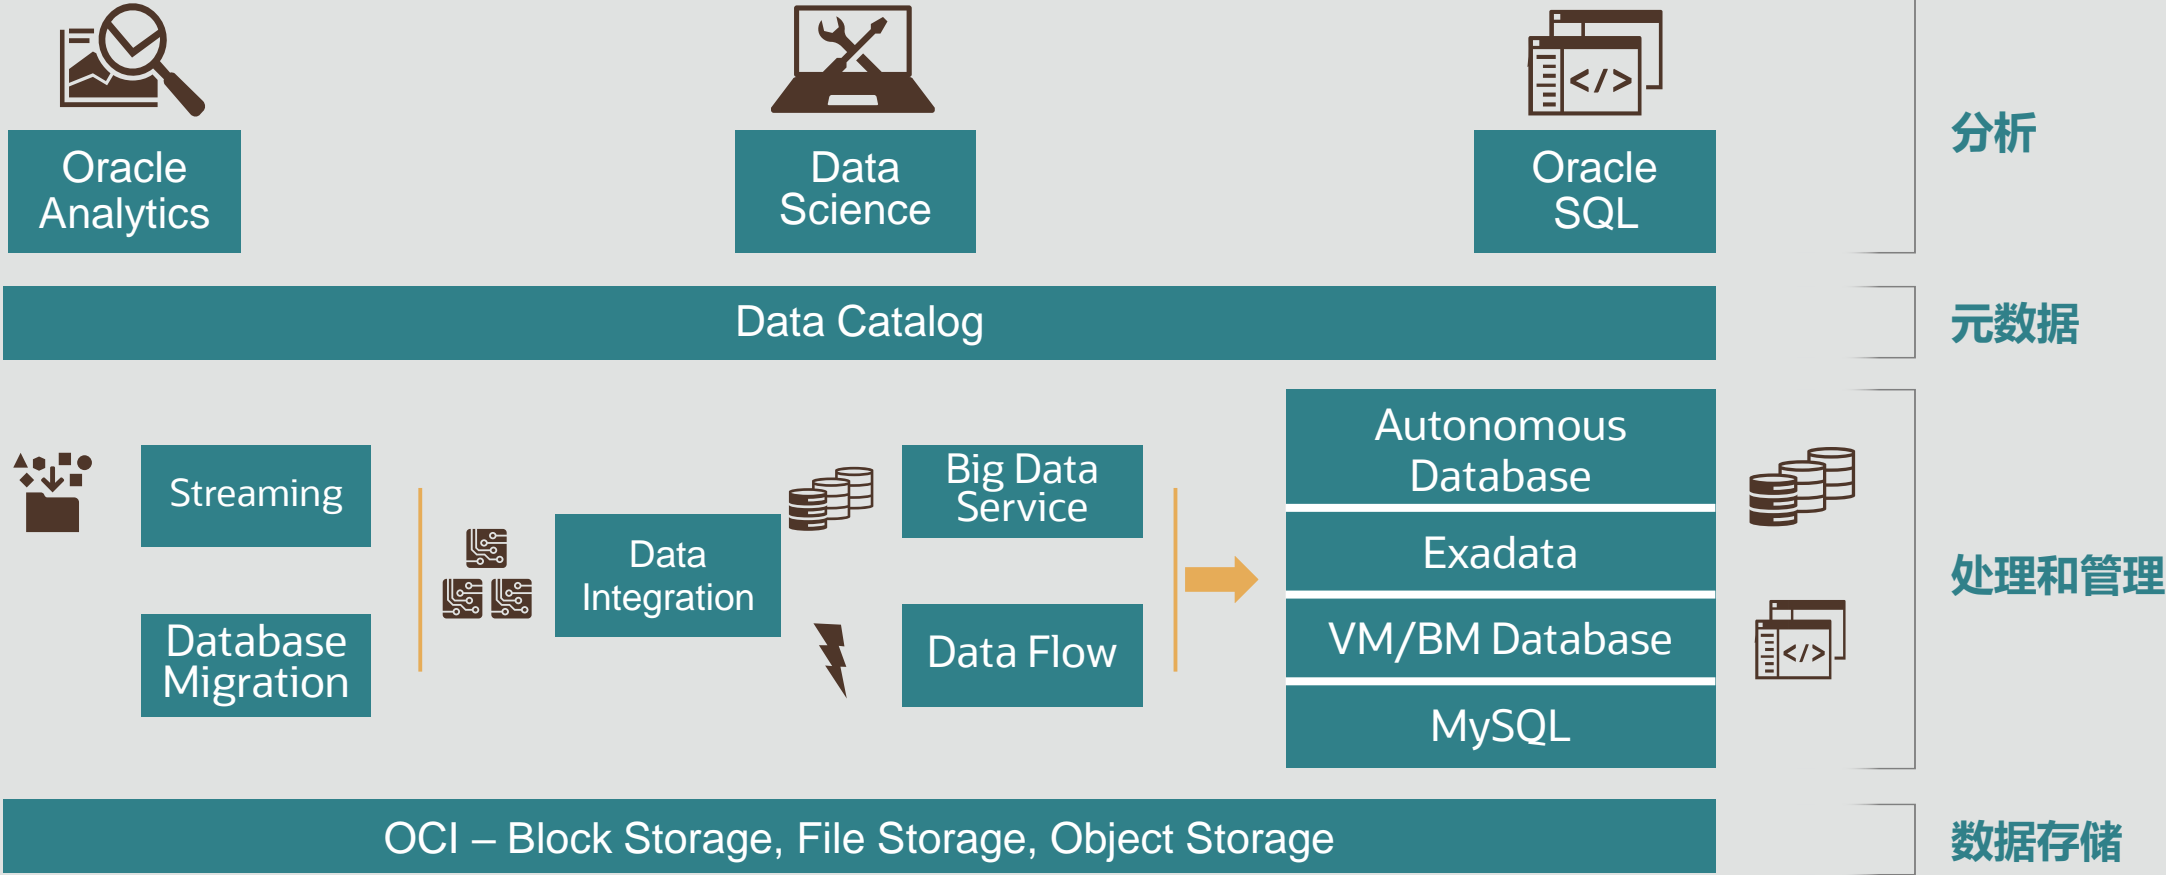 Oracle
Analytics
Data
Science
</>
Oracle
SQL
分析
Data Catalog
元数据
Streaming
Database
Migration
Data
Integration
Big Data
Service
Data Flow
Autonomous
Database
Exadata
VM/BM Database
MySQL
</>
处理和管理
OCI – Block Storage, File Storage, Object Storage
数据存储